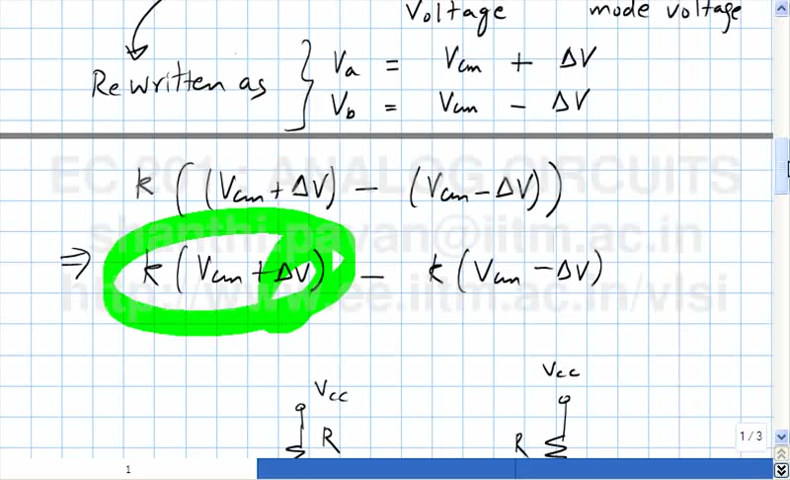 Voltage mode voltage
Rewritten as } Va = Vcm + ΔV
Vb = Vcm - ΔV
EC 201 : ANALOG CIRCUITS
k ((Vcm + ΔV) - (Vcm - ΔV))
shanthi.pavan@iitm.ac.in
⇒ k (Vcm + ΔV) - k (Vcm - ΔV)
http://www.ee.iitm.ac.in/vlsi
Vcc Vcc
R R
1/3
1